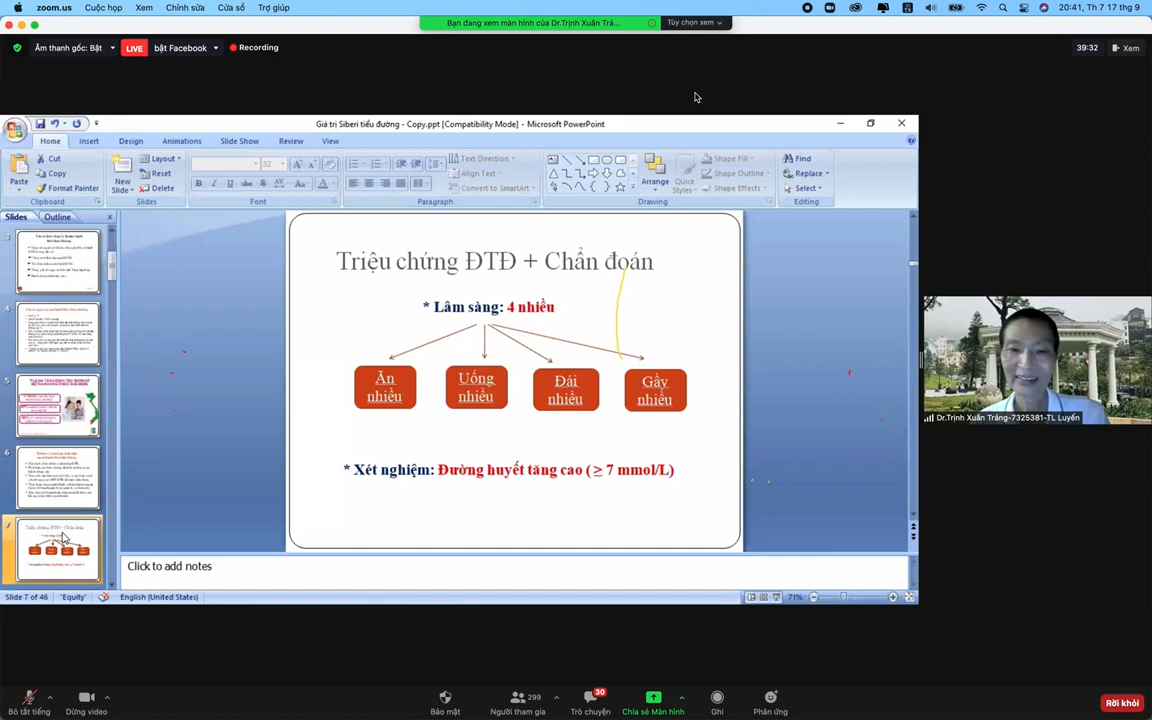 zoom.us Cuộc họp Xem Chỉnh sửa Cửa sổ Trợ giúp
20:41, Th 7 17 thg 9
Bạn đang xem màn hình của Dr.Trịnh Xuân Trá... Tùy chọn xem
Âm thanh gốc: Bật LIVE bật Facebook Recording
39:32 Xem
Giá trị Siberi tiểu đường - Copy.ppt [Compatibility Mode] - Microsoft PowerPoint
Home Insert Design Animations Slide Show Review View
Paste
Cut
Copy
Format Painter
Clipboard
New
Slide
Layout
Reset
Delete
Slides
32
Font
Text Direction
Align Text
Convert to SmartArt
Paragraph
Arrange
Quick
Styles
Shape Fill
Shape Outline
Shape Effects
Drawing
Find
Replace
Select
Editing
Slides Outline
3
4
5
6
7
Triệu chứng ĐTĐ + Chẩn đoán
* Lâm sàng: 4 nhiều
Ăn
nhiều
Uống
nhiều
Đái
nhiều
Gầy
nhiều
* Xét nghiệm: Đường huyết tăng cao ( ≥ 7 mmol/L)
Click to add notes
Slide 7 of 46 "Equity" English (United States)
71%
Dr.Trịnh Xuân Tráng-7325381-TL Luyến
Bỏ tắt tiếng
Dừng video
Bảo mật
299
Người tham gia
30
Trò chuyện
Chia sẻ Màn hình
Ghi
Phản ứng
Rời khỏi